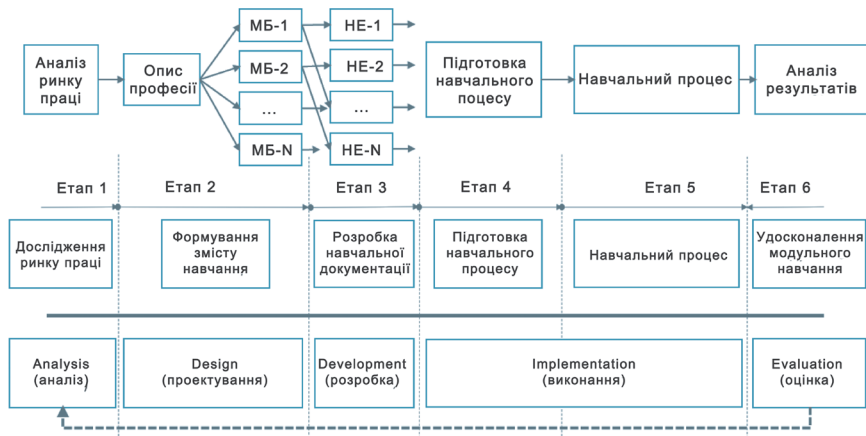 Аналіз
ринку
праці
Опис
професії
МБ-1
МБ-2
...
МБ-N
НЕ-1
НЕ-2
...
НЕ-N
Підготовка
навчального
поцесу
Навчальний процес
Аналіз
результатів
Етап 1
Етап 2
Етап 3
Етап 4
Етап 5
Етап 6
Дослідження
ринку праці
Формування
змісту
навчання
Розробка
навчальної
документації
Підготовка
навчального
процесу
Навчальний процес
Удосконалення
модульного
навчання
Analysis
(аналіз)
Design
(проектування)
Development
(розробка)
Implementation
(виконання)
Evaluation
(оцінка)